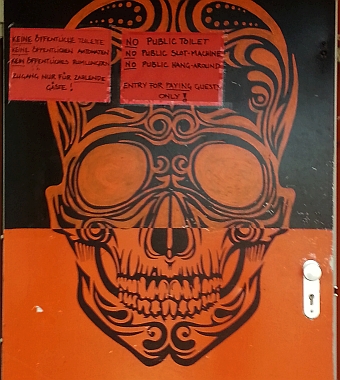 KEINE ÖFFENTLICHE TOILETTE
KEINE ÖFFENTLICHEN AUTOMATEN
KEIN ÖFFENTLICHES RUMLUNGERN
ZUGANG NUR FÜR ZAHLENDE
GÄSTE !
NO PUBLIC TOILET
NO PUBLIC SLOT-MACHINE
NO PUBLIC HANG-AROUND
ENTRY FOR PAYING GUESTS
ONLY !